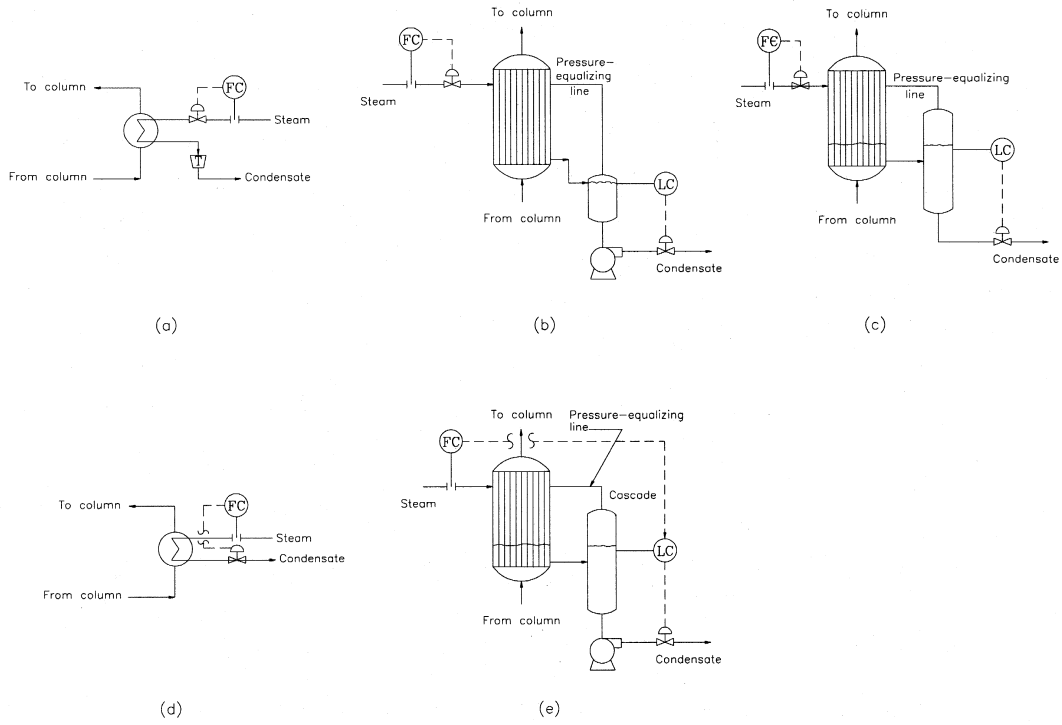 To column
FC
Steam
T
From column
Condensate
(a)
To column
FC
Pressure-
equalizing
line
Steam
LC
From column
Condensate
(b)
To column
FC
Pressure-equalizing
line
Steam
LC
From column
Condensate
(c)
To column
FC
Steam
Condensate
From column
(d)
To column
Pressure-equalizing
line
FC
Steam
Cascade
LC
From column
Condensate
(e)